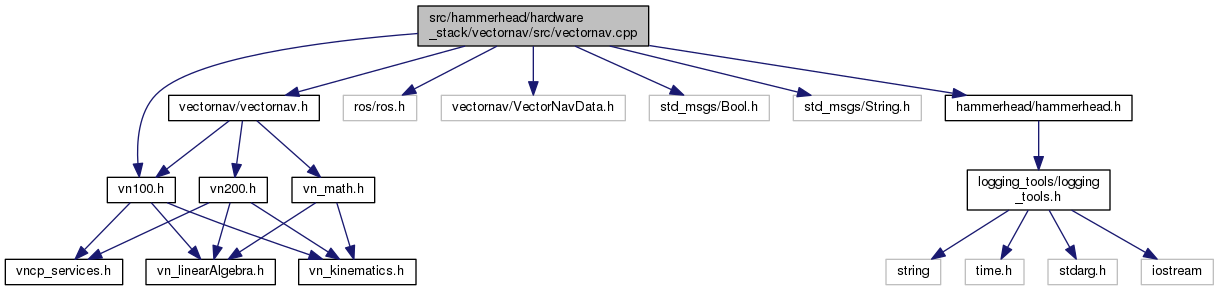 src/hammerhead/hardware
_stack/vectornav/src/vectornav.cpp
vectornav/vectornav.h
ros/ros.h
vectornav/VectorNavData.h
std_msgs/Bool.h
std_msgs/String.h
hammerhead/hammerhead.h
vn100.h
vn200.h
vn_math.h
logging_tools/logging
_tools.h
vncp_services.h
vn_linearAlgebra.h
vn_kinematics.h
string
time.h
stdarg.h
iostream